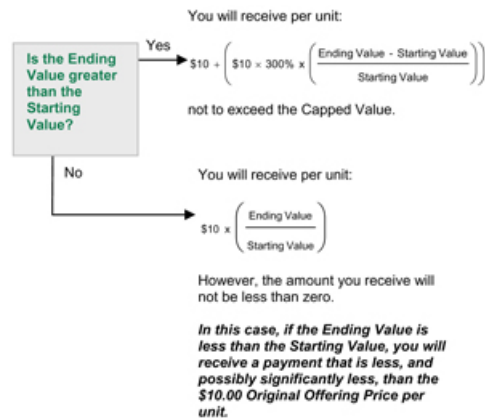 You will receive per unit:
Is the Ending
Value greater
than the
Starting
Value?
Yes
$10 + ( $10 × 300% x ( Ending Value - Starting Value
Starting Value ) )
not to exceed the Capped Value.
No
You will receive per unit:
$10 x ( Ending Value
Starting Value )
However, the amount you receive will
not be less than zero.
In this case, if the Ending Value is
less than the Starting Value, you will
receive a payment that is less, and
possibly significantly less, than the
$10.00 Original Offering Price per
unit.